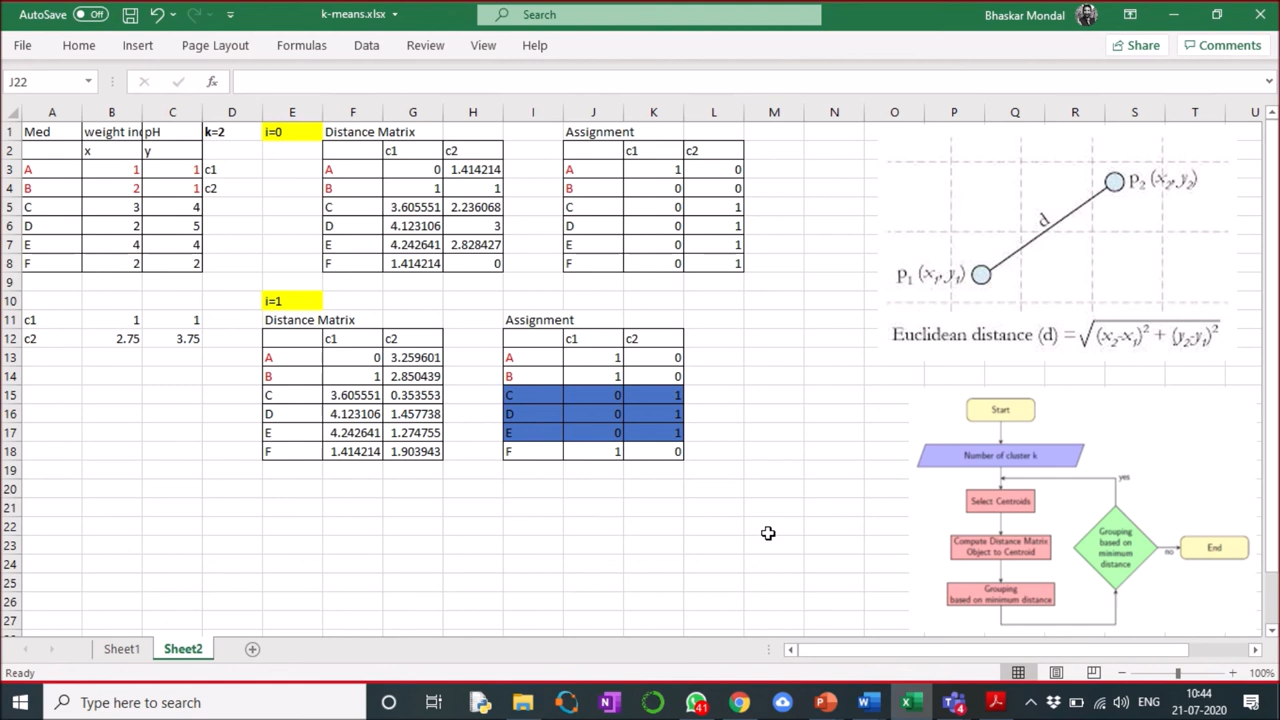 AutoSave Off k-means.xlsx Search Bhaskar Mondal
File Home Insert Page Layout Formulas Data Review View Help Share Comments
J22 fx
A B C D E F G H I J K L M N O P Q R S T U
1 Med weight ind pH k=2 i=0 Distance Matrix Assignment
2 x y c1 c2 c1 c2
3 A 1 1 c1 A 0 1.414214 A 1 0
4 B 2 1 c2 B 1 1 B 0 0
5 C 3 4 C 3.605551 2.236068 C 0 1
6 D 2 5 D 4.123106 3 D 0 1
7 E 4 4 E 4.242641 2.828427 E 0 1
8 F 2 2 F 1.414214 0 F 0 1
9
10 i=1
11 c1 1 1 Distance Matrix Assignment
12 c2 2.75 3.75 c1 c2 c1 c2
13 A 0 3.259601 A 1 0
14 B 1 2.850439 B 1 0
15 C 3.605551 0.353553 C 0 1
16 D 4.123106 1.457738 D 0 1
17 E 4.242641 1.274755 E 0 1
18 F 1.414214 1.903943 F 1 0
19
20
21
22
23
24
25
26
27
p₂ (x₂, y₂)
d
p₁ (x₁, y₁)
Euclidean distance (d) = √(x₂-x₁)² + (y₂-y₁)²
Start
Number of cluster k
yes
Select Centroids
Compute Distance Matrix
Object to Centroid
Grouping
based on
minimum
distance
no
End
Grouping
based on minimum distance
Sheet1 Sheet2
Ready 100%
Type here to search 41 4 ENG 10:44
21-07-2020